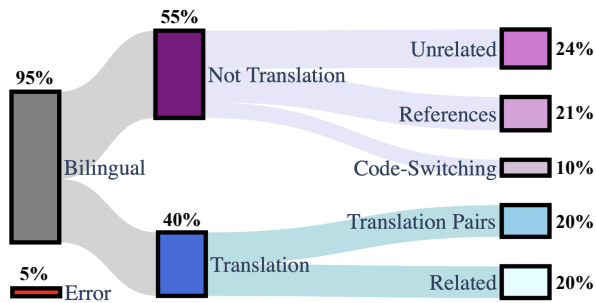 55%
Not Translation
Unrelated
24%
References
21%
Code-Switching
10%
95%
Bilingual
40%
Translation
Translation Pairs
20%
Related
20%
5%
Error